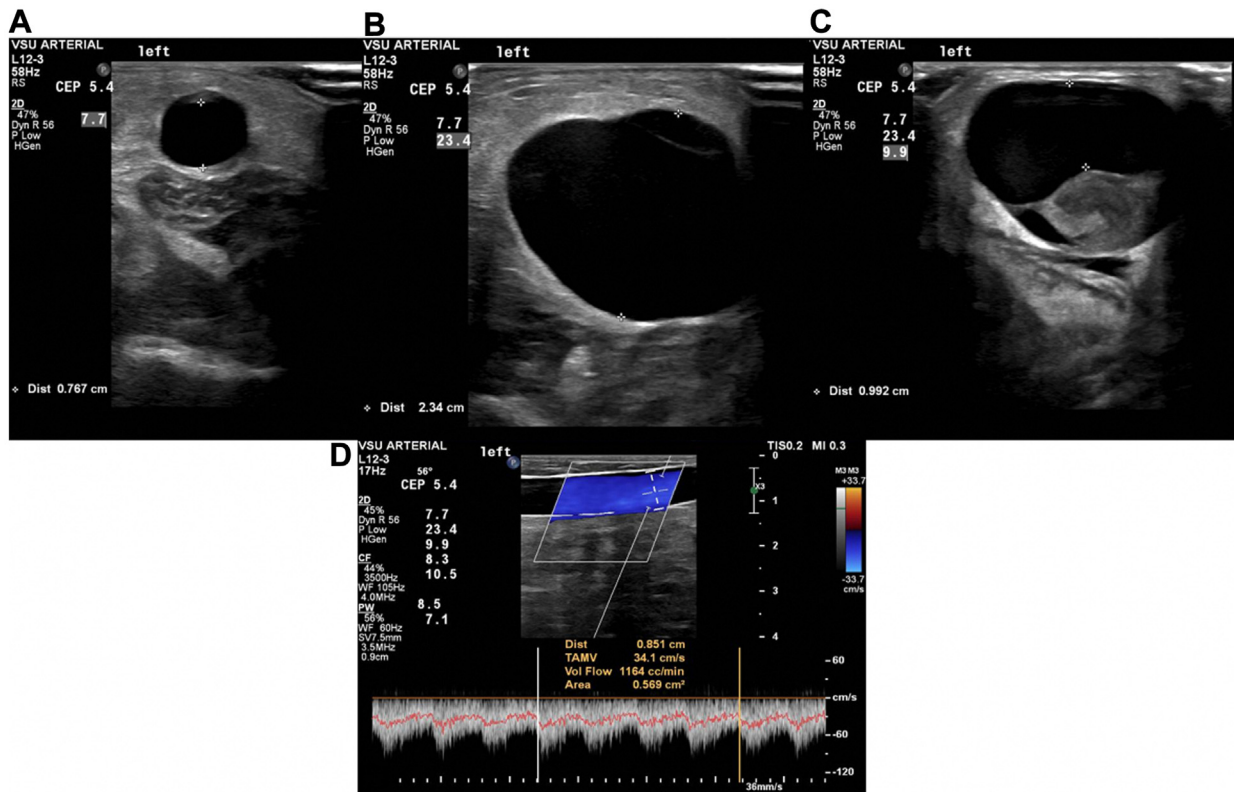 A
VSU ARTERIAL
left
L12-3
58Hz
RS
P
CEP 5.4
2D
47%
7.7
Dyn R 56
P Low
HGen
Dist 0.767 cm
B
VSU ARTERIAL
left
L12-3
58Hz
RS
P
CEP 5.4
2D
47%
7.7
Dyn R 56
P Low
23.4
HGen
Dist 2.34 cm
C
VSU ARTERIAL
left
L12-3
58Hz
RS
P
CEP 5.4
2D
47%
7.7
Dyn R 56
P Low
23.4
HGen
9.9
Dist 0.992 cm
D
VSU ARTERIAL
left
TIS0.2 MI 0.3
L12-3
17Hz
56°
P
CEP 5.4
2D
45%
7.7
Dyn R 56
P Low
23.4
HGen
9.9
CF
8.3
44%
3500Hz
10.5
WF 105Hz
4.0MHz
PW
8.5
56%
7.1
WF 60Hz
SV7.5mm
3.5MHz
0.9cm
0
X3
1
2
3
4
M3 M3
+33.7
-33.7
cm/s
Dist 0.851 cm
TAMV 34.1 cm/s
Vol Flow 1164 cc/min
Area 0.569 cm²
60
cm/s
-60
-120
36mm/s